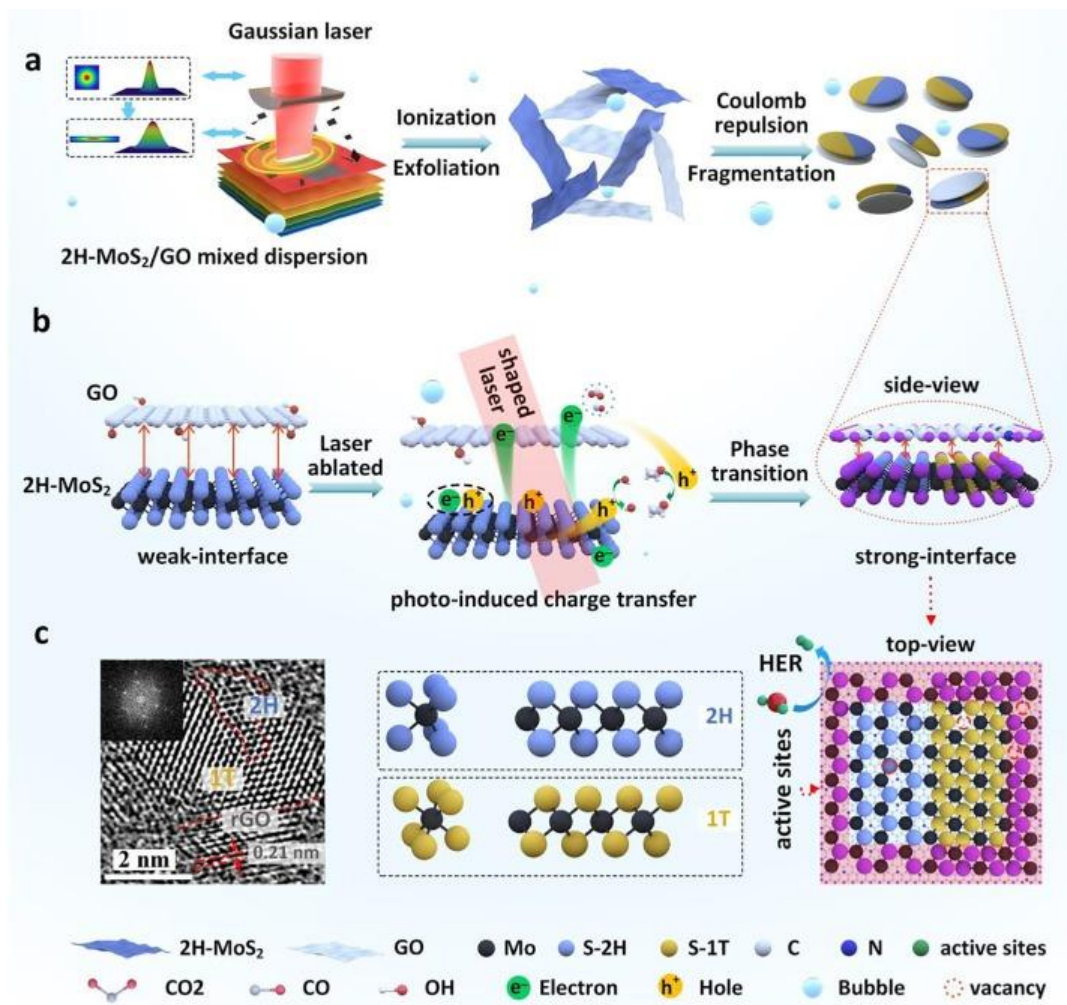 a
Gaussian laser
Ionization
Exfoliation
Coulomb
repulsion
Fragmentation
2H-MoS₂/GO mixed dispersion
b
GO
2H-MoS₂
weak-interface
Laser
ablated
shaped
laser
e⁻
e⁻
e⁻
h⁺
h⁺
h⁺
h⁺
e⁻
photo-induced charge transfer
Phase
transition
side-view
strong-interface
c
2H
1T
rGO
0.21 nm
2 nm
2H
1T
HER
top-view
active sites
2H-MoS₂
GO
Mo
S-2H
S-1T
C
N
active sites
CO2
CO
OH
e⁻
Electron
h⁺
Hole
Bubble
vacancy